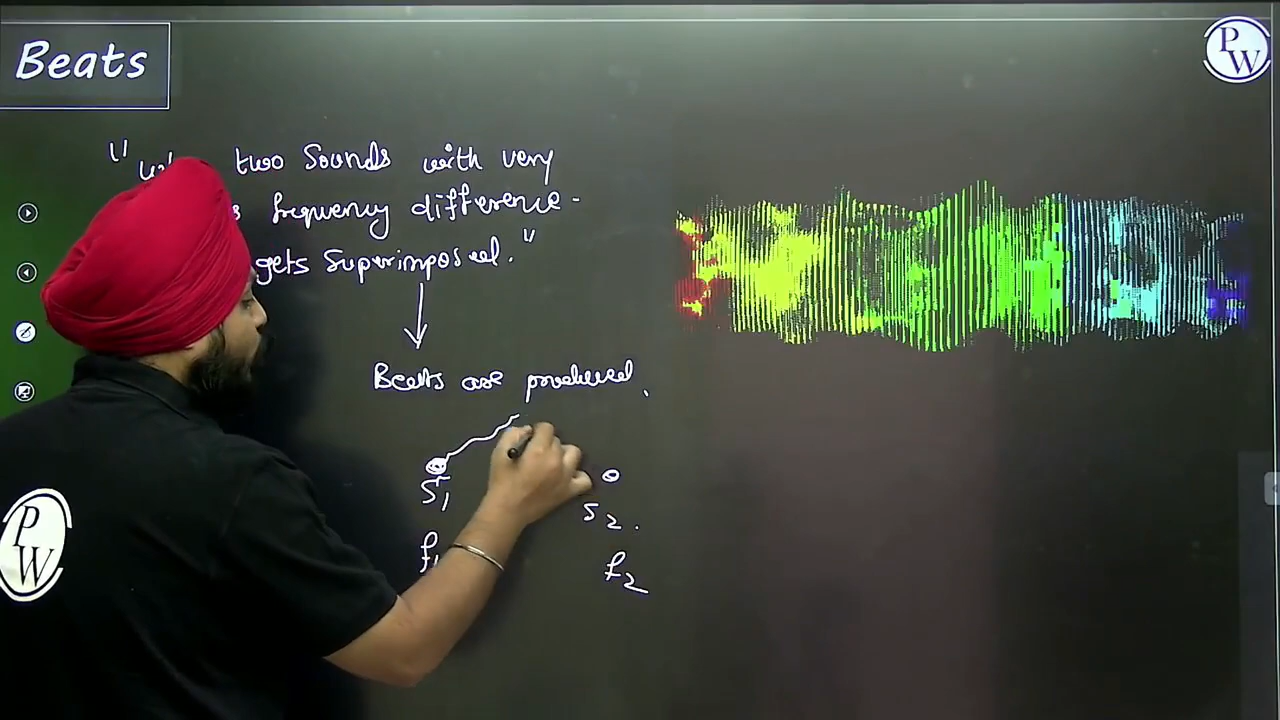 Beats
P
W
" two Sounds with very
frequency difference -
gets Superimposed. "
Beats are produced.
S1
S2.
f1
f2
P
W